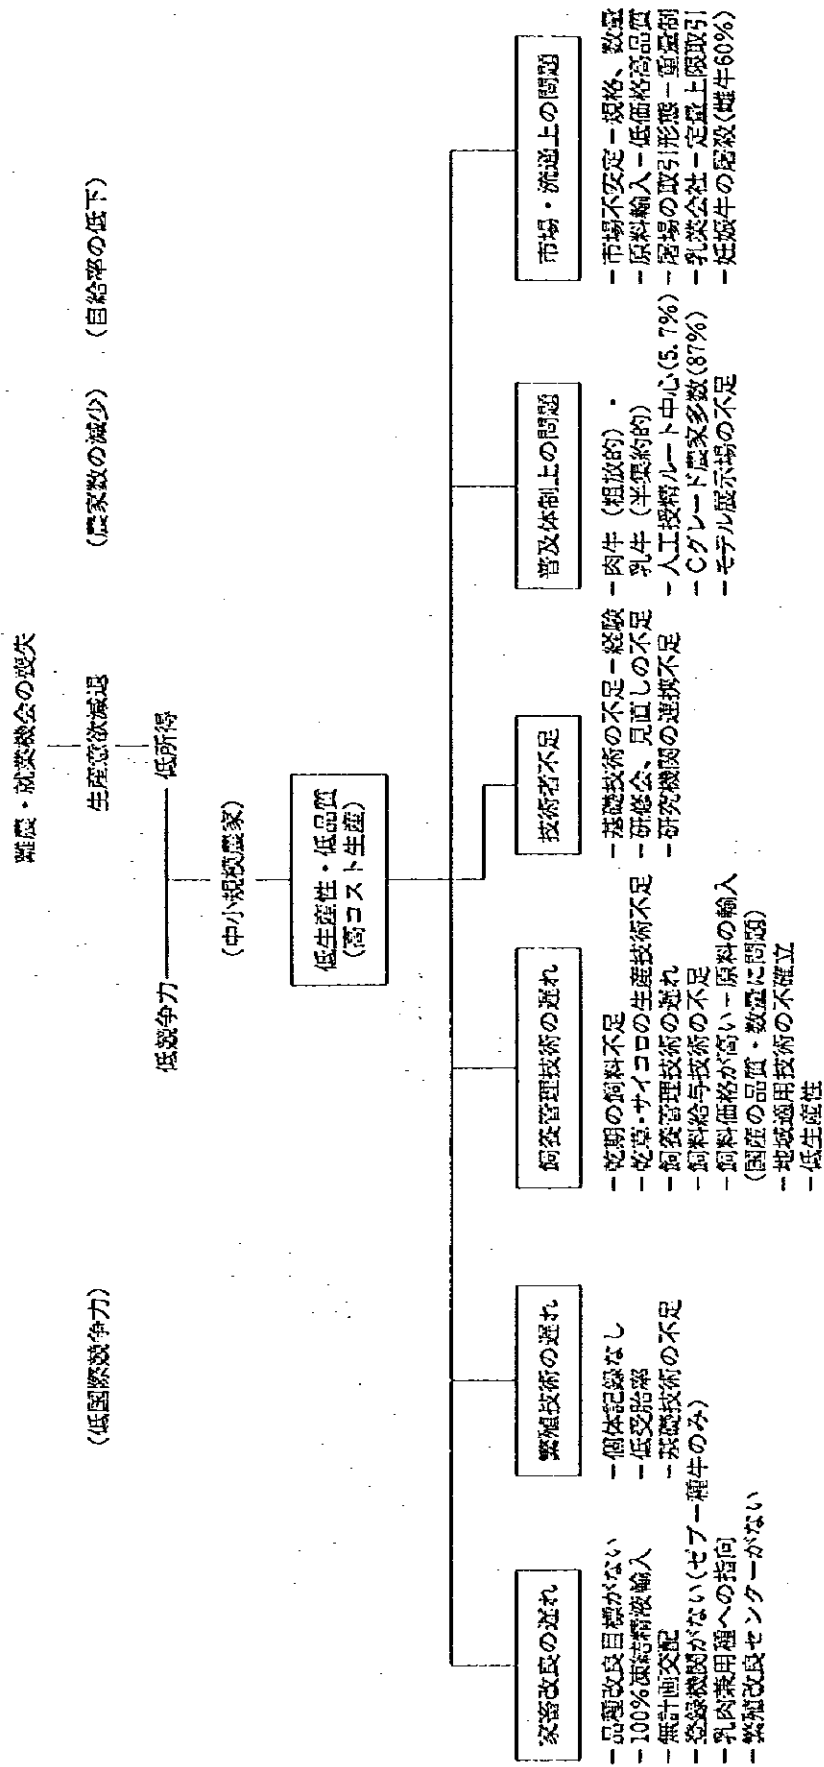 離農・就業機会の喪失
(低国際競争力)
生産意欲減退
(農家数の減少)
(自給率の低下)
低競争力
低所得
(中小規模農家)
低生産性・低品質
(高コスト生産)
家畜改良の遅れ
－品種改良目標がない
－100%凍結精液輸入
－無計画交配
－登録機関がない(ゼブー種牛のみ)
－乳肉兼用種への指向
－繁殖改良センターがない
繁殖技術の遅れ
－個体記録なし
－低受胎率
－基礎技術の不足
飼養管理技術の遅れ
－乾期の飼料不足
－乾草・サイコロの生産技術不足
－飼養管理技術の遅れ
－飼料給与技術の不足
－飼料価格が高い－原料の輸入
(国産の品質・数量に問題)
－地域適用技術の不確立
－低生産性
技術者不足
－基礎技術の不足－経験
－研修会、見直しの不足
－研究機関の連携不足
普及体制上の問題
－肉牛 (粗放的)・
乳牛 (半集約的)
－人工授精ルート中心(5.7%)
－Cグレード農家多数(87%)
－モデル展示場の不足
市場・流通上の問題
－市場不安定－規格、数量
－原料輸入－低価格高品質
－屠場の取引形態－重量制
－乳業会社－定量上限取引
－妊娠牛の屠殺(雌牛60%)